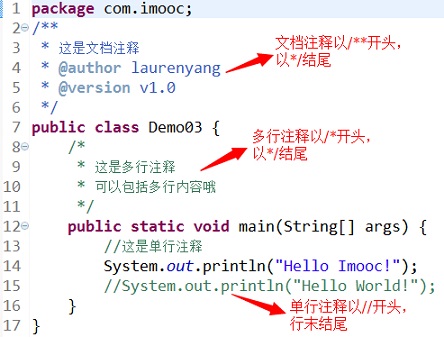 1 package com.imooc;
2 /**
3  * 这是文档注释
4  * @author laurenyang
5  * @version v1.0
6  */
7 public class Demo03 {
8     /*
9      * 这是多行注释
10      * 可以包括多行内容哦
11      */
12     public static void main(String[] args) {
13         //这是单行注释
14         System.out.println("Hello Imooc!");
15         //System.out.println("Hello World!");
16     }
17 }
文档注释以/**开头，
以*/结尾
多行注释以/*开头，
以*/结尾
单行注释以//开头，
行末结尾